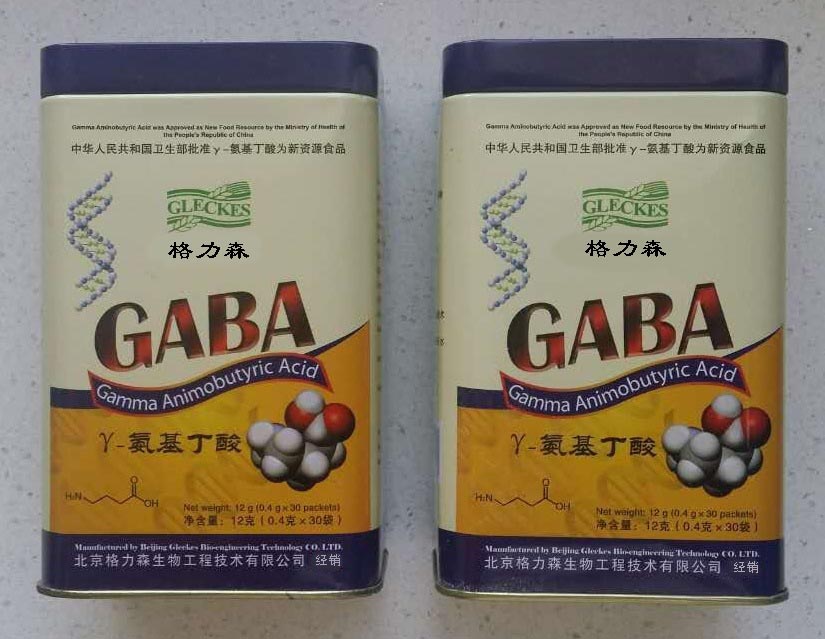 Gamma Aminobutyric Acid was Approved as New Food Resource by the Ministry of Health of
the People's Republic of China
中华人民共和国卫生部批准γ-氨基丁酸为新资源食品
GLECKES
格力森
GABA
Gamma Animobutyric Acid
γ-氨基丁酸
H₂N
O
OH
Net weight: 12 g (0.4 g×30 packets)
净含量: 12克（0.4克×30袋）
Manufactured by Beijing Gleckes Bioengineering Technology CO. LTD.
北京格力森生物工程技术有限公司 经销
Gamma Aminobutyric Acid was Approved as New Food Resource by the Ministry of Health of
the People's Republic of China
中华人民共和国卫生部批准γ-氨基丁酸为新资源食品
GLECKES
格力森
GABA
Gamma Animobutyric Acid
γ-氨基丁酸
H₂N
O
OH
Net weight: 12 g (0.4 g×30 packets)
净含量: 12克（0.4克×30袋）
Manufactured by Beijing Gleckes Bioengineering Technology CO. LTD.
北京格力森生物工程技术有限公司 经销